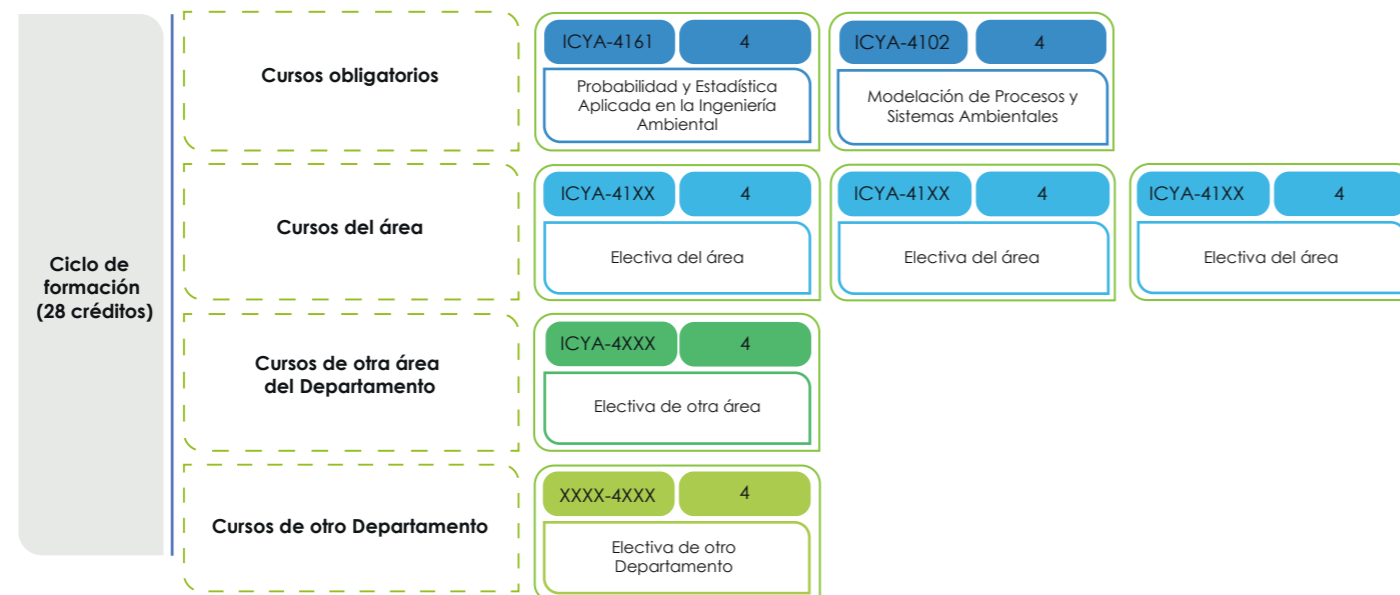 Ciclo de
formación
(28 créditos)
Cursos obligatorios
ICYA-4161 4
Probabilidad y Estadística
Aplicada en la Ingeniería
Ambiental
ICYA-4102 4
Modelación de Procesos y
Sistemas Ambientales
Cursos del área
ICYA-41XX 4
Electiva del área
ICYA-41XX 4
Electiva del área
ICYA-41XX 4
Electiva del área
Cursos de otra área
del Departamento
ICYA-4XXX 4
Electiva de otra área
Cursos de otro Departamento
XXXX-4XXX 4
Electiva de otro
Departamento